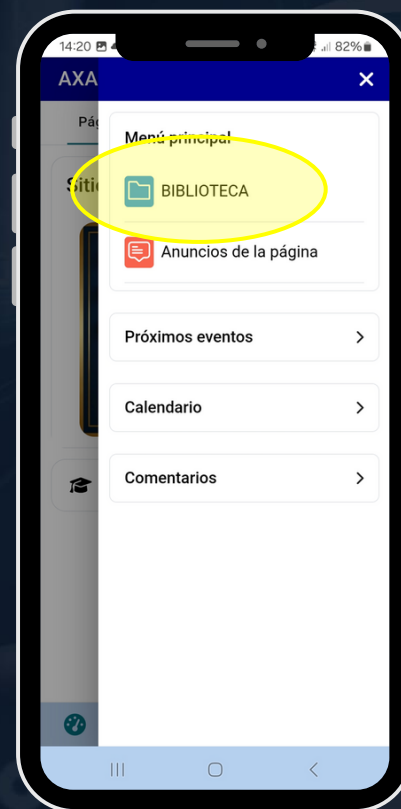 14:20 82%
AXA
Pág
Menú principal
Sitio
BIBLIOTECA
Anuncios de la página
Próximos eventos
Calendario
Comentarios